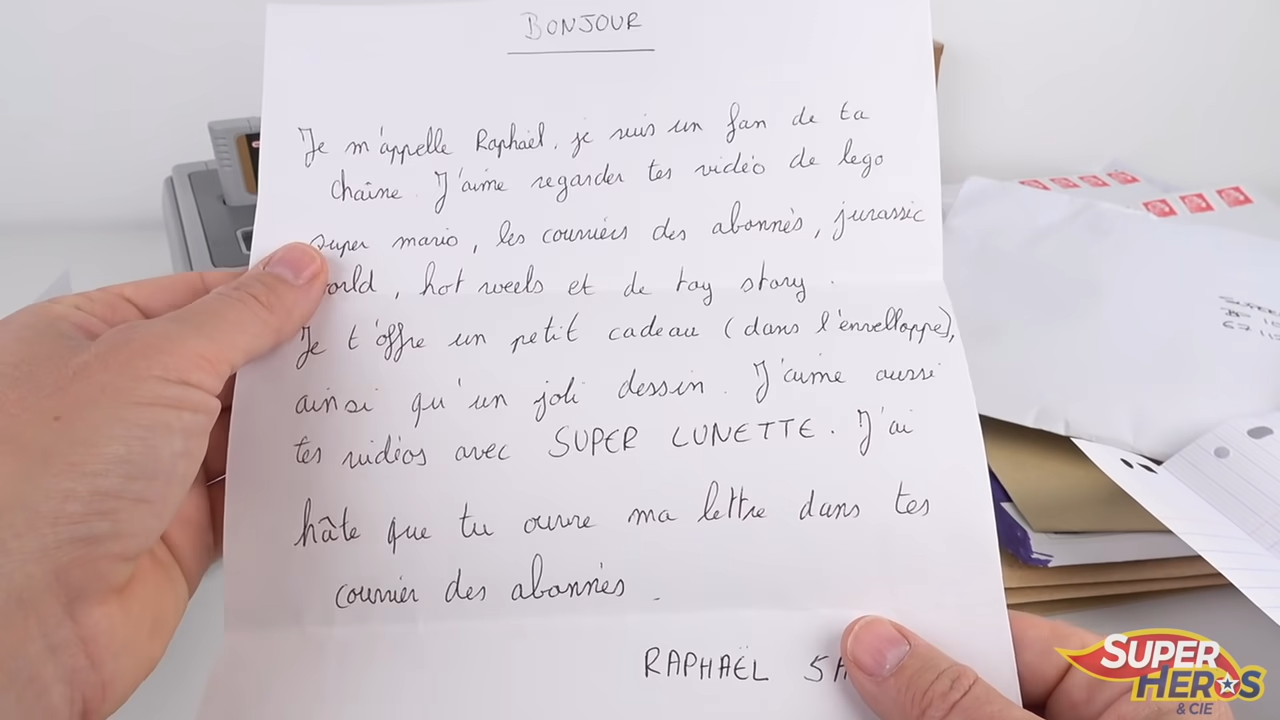 BONJOUR
Je m'appelle Raphaël, je suis un fan de ta
chaîne. J'aime regarder tes vidéo de lego
super mario, les courriers des abonnés, jurassic
world, hot weels et de toy story.
Je t'offre un petit cadeau (dans l'envelloppe),
ainsi qu'un joli dessin. J'aime aussi
tes vidéos avec SUPER LUNETTE. J'ai
hâte que tu ouvre ma lettre dans tes
courrier des abonnés.
RAPHAËL 5
SUPER
HEROS
& CIE